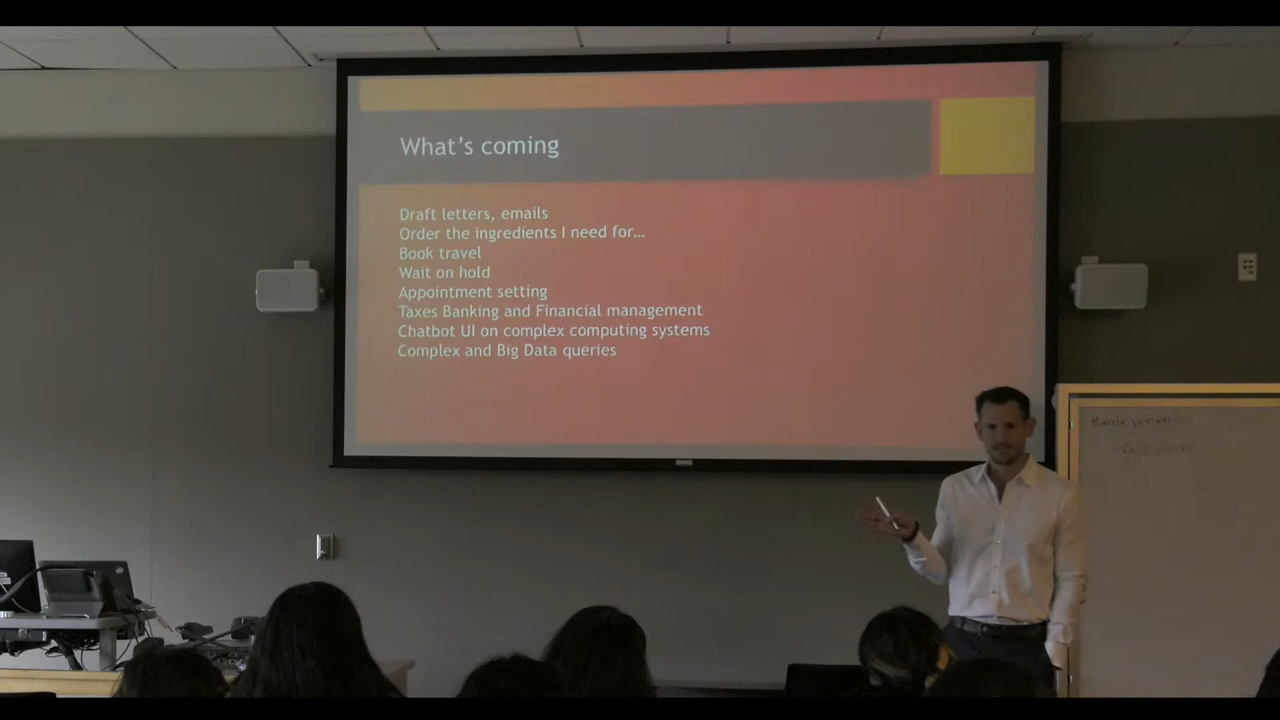 What's coming
Draft letters, emails
Order the ingredients I need for…
Book travel
Wait on hold
Appointment setting
Taxes Banking and Financial management
Chatbot UI on complex computing systems
Complex and Big Data queries